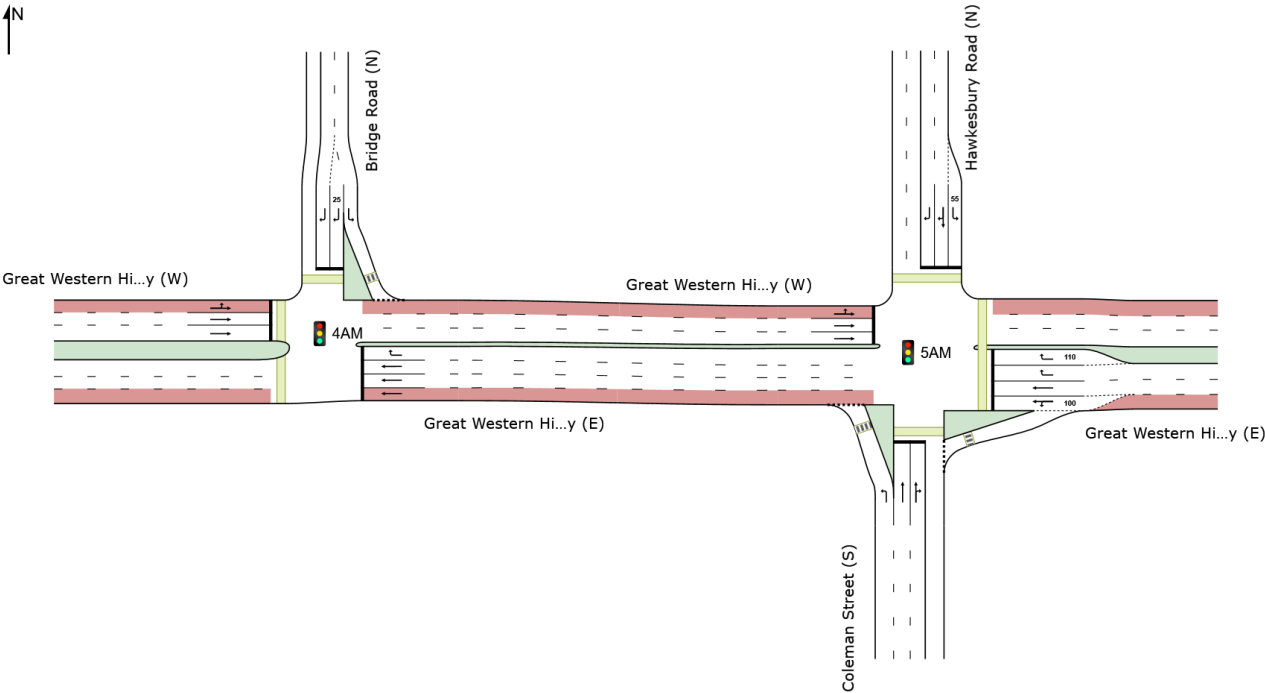 N
Bridge Road (N)
Hawkesbury Road (N)
25
55
Great Western Hi...y (W)
Great Western Hi...y (W)
4AM
5AM
110
100
Great Western Hi...y (E)
Great Western Hi...y (E)
Coleman Street (S)